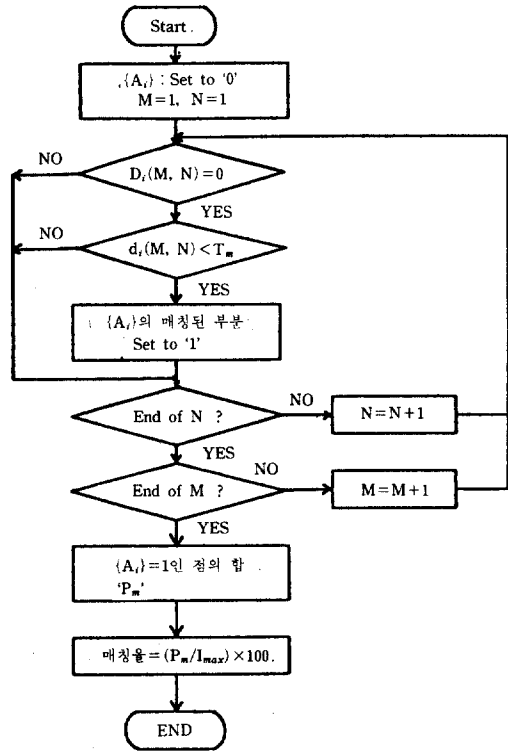 Start
{Aᵢ} : Set to '0'
M=1, N=1
NO
Dᵢ(M, N)=0
YES
NO
dᵢ(M, N)<Tₘ
YES
{Aᵢ}의 매칭된 부분
Set to '1'
NO
End of N ?
N=N+1
YES
NO
End of M ?
M=M+1
YES
{Aᵢ}=1인 점의 합
'Pₘ'
매칭율=(Pₘ/Iₘₐₓ)×100.
END